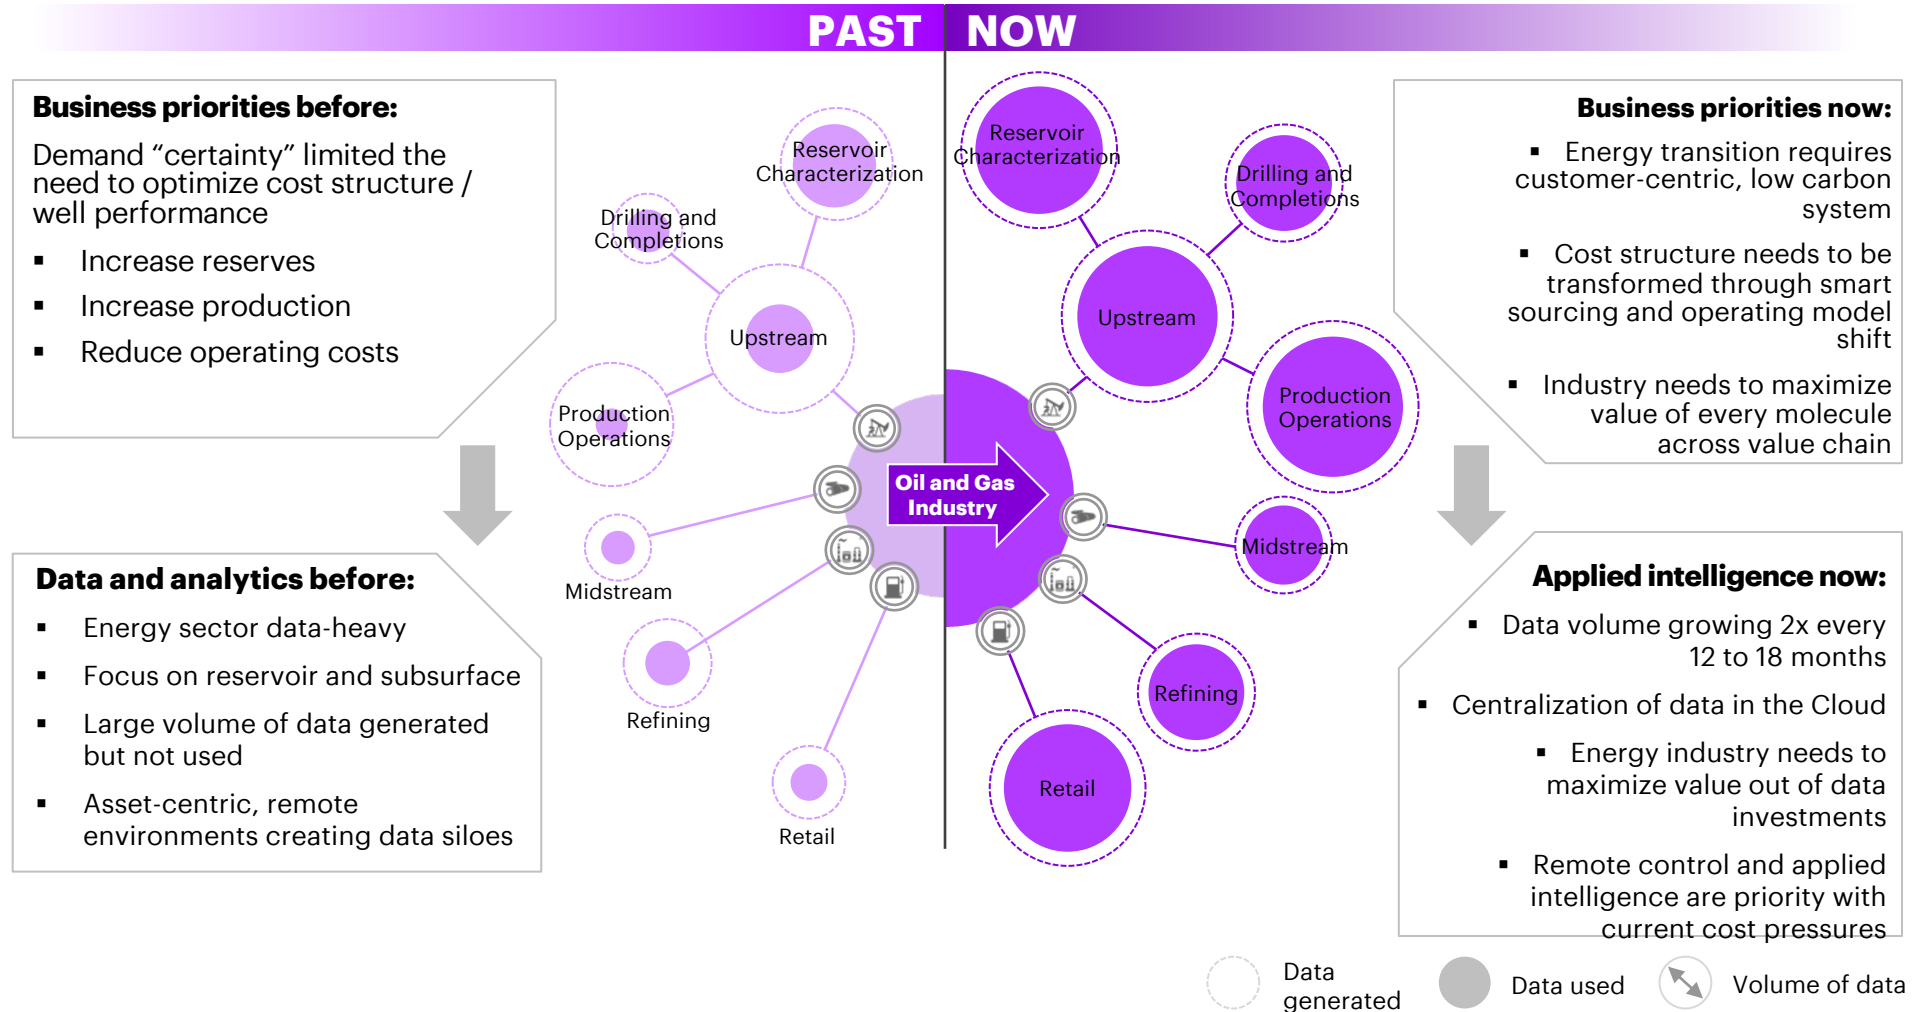 PAST
NOW
Business priorities before:
Demand “certainty” limited the
need to optimize cost structure /
well performance
▪ Increase reserves
▪ Increase production
▪ Reduce operating costs
Data and analytics before:
▪ Energy sector data-heavy
▪ Focus on reservoir and subsurface
▪ Large volume of data generated
but not used
▪ Asset-centric, remote
environments creating data siloes
Reservoir
Characterization
Drilling and
Completions
Upstream
Production
Operations
Midstream
Refining
Retail
Oil and Gas
Industry
Reservoir
Characterization
Drilling and
Completions
Upstream
Production
Operations
Midstream
Refining
Retail
Business priorities now:
▪ Energy transition requires
customer-centric, low carbon
system
▪ Cost structure needs to be
transformed through smart
sourcing and operating model
shift
▪ Industry needs to maximize
value of every molecule
across value chain
Applied intelligence now:
▪ Data volume growing 2x every
12 to 18 months
▪ Centralization of data in the Cloud
▪ Energy industry needs to
maximize value out of data
investments
▪ Remote control and applied
intelligence are priority with
current cost pressures
Data
generated
Data used
Volume of data